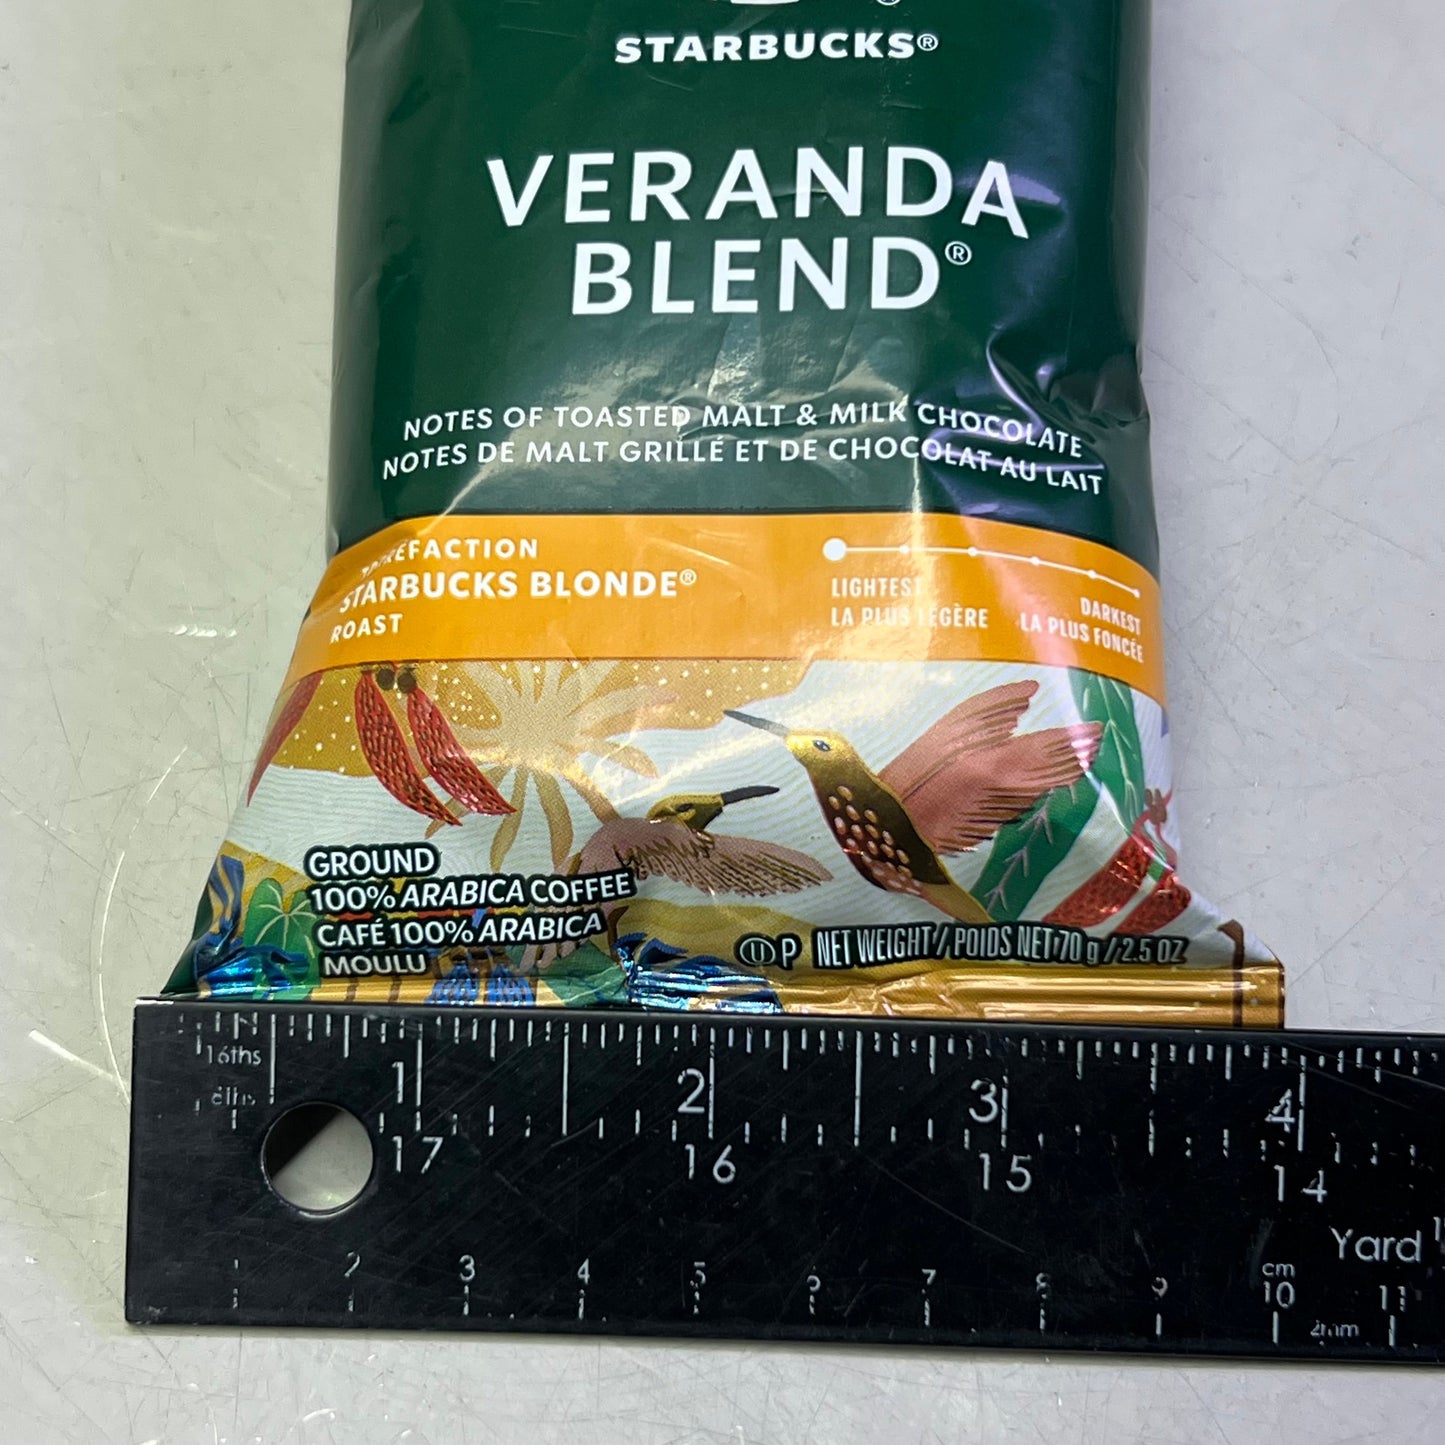 STARBUCKS®
VERANDA
BLEND®
NOTES OF TOASTED MALT & MILK CHOCOLATE
NOTES DE MALT GRILLÉ ET DE CHOCOLAT AU LAIT
STARBUCKS BLONDE®
ROAST
LIGHTEST
LA PLUS LÉGÈRE
DARKEST
LA PLUS FONCÉE
GROUND
100% ARABICA COFFEE
CAFÉ 100% ARABICA
MOULU
Ⓤ P NET WEIGHT / POIDS NET 70 g / 2.5 OZ
16ths
1 2 3 4
17 16 15 14
Yard
1 2 3 4 5 6 7 8 9 10 11
cm
2mm